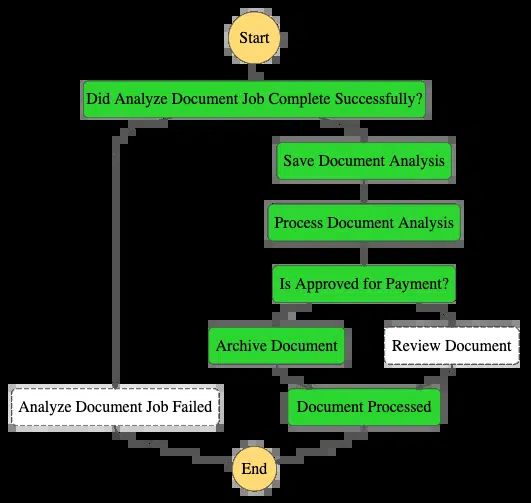 Start
Did Analyze Document Job Complete Successfully?
Save Document Analysis
Process Document Analysis
Is Approved for Payment?
Archive Document
Review Document
Analyze Document Job Failed
Document Processed
End